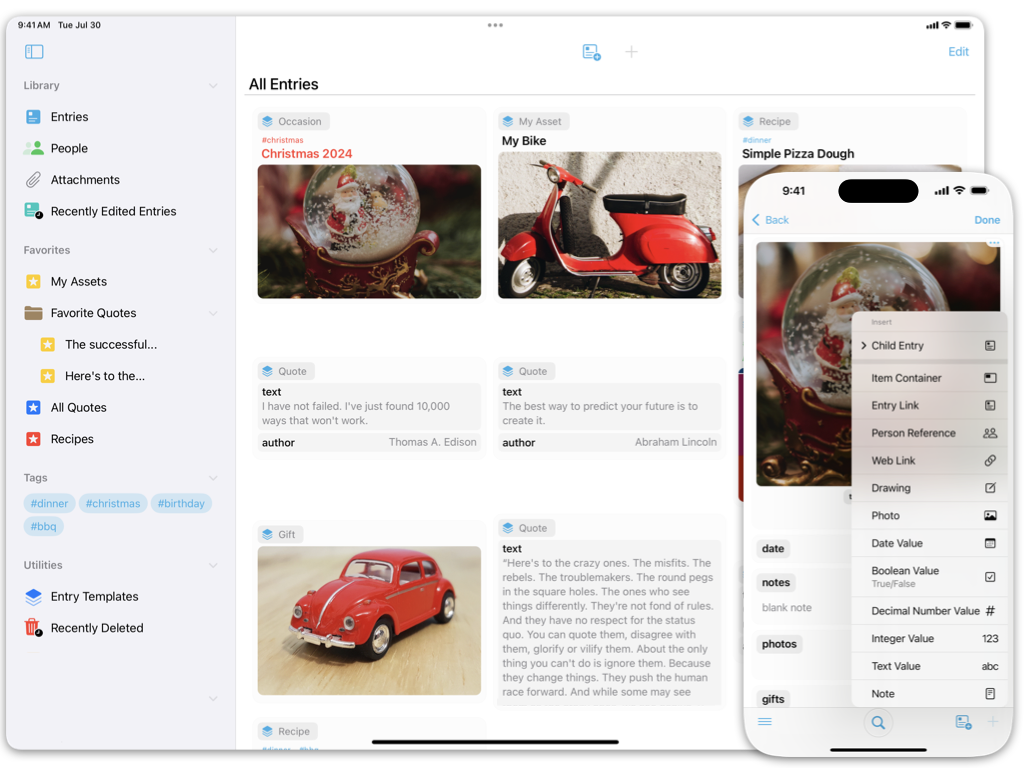 9:41 AM Tue Jul 30
Edit
Library
Entries
People
Attachments
Recently Edited Entries
Favorites
My Assets
Favorite Quotes
The successful...
Here's to the...
All Quotes
Recipes
Tags
#dinner #christmas #birthday
#bbq
Utilities
Entry Templates
Recently Deleted
All Entries
Occasion
#christmas
Christmas 2024
My Asset
My Bike
Recipe
#dinner
Simple Pizza Dough
Quote
text
I have not failed. I've just found 10,000
ways that won't work.
author Thomas A. Edison
Quote
text
The best way to predict your future is to
create it.
author Abraham Lincoln
Gift
Quote
text
"Here's to the crazy ones. The misfits. The
rebels. The troublemakers. The round pegs
in the square holes. The ones who see
things differently. They're not fond of rules.
And they have no respect for the status
quo. You can quote them, disagree with
them, glorify or vilify them. About the only
thing you can't do is ignore them. Because
they change things. They push the human
race forward. And while some may see
Recipe
#dinner #bbq
9:41
Back Done
date
notes
blank note
photos
gifts
Insert
Child Entry
Item Container
Entry Link
Person Reference
Web Link
Drawing
Photo
Date Value
Boolean Value
True/False
Decimal Number Value #
Integer Value 123
Text Value abc
Note